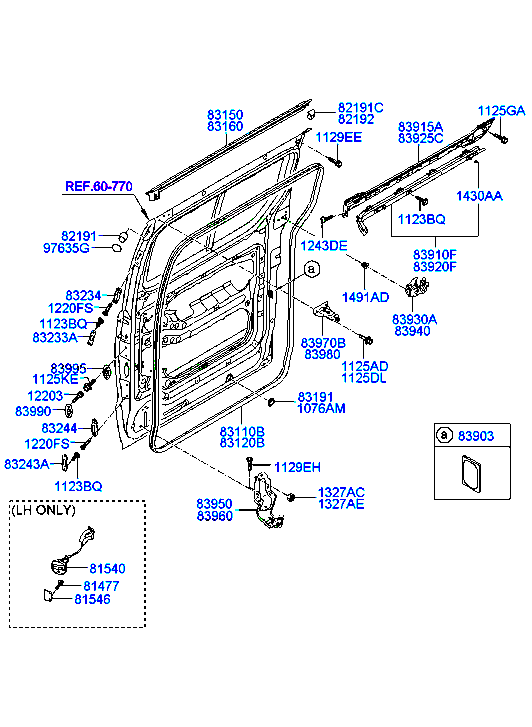 83150
83160
82191C
82192
1129EE
1125GA
83915A
83925C
REF.60-770
1430AA
1123BQ
82191
97635G
1243DE
83910F
83920F
a
83234
1220FS
1123BQ
83233A
1491AD
83930A
83940
83970B
83980
83995
1125KE
12203
83990
1125AD
1125DL
83244
1220FS
83243A
83191
1076AM
83110B
83120B
a 83903
1123BQ
1129EH
1327AC
1327AE
83950
83960
(LH ONLY)
81540
81477
81546